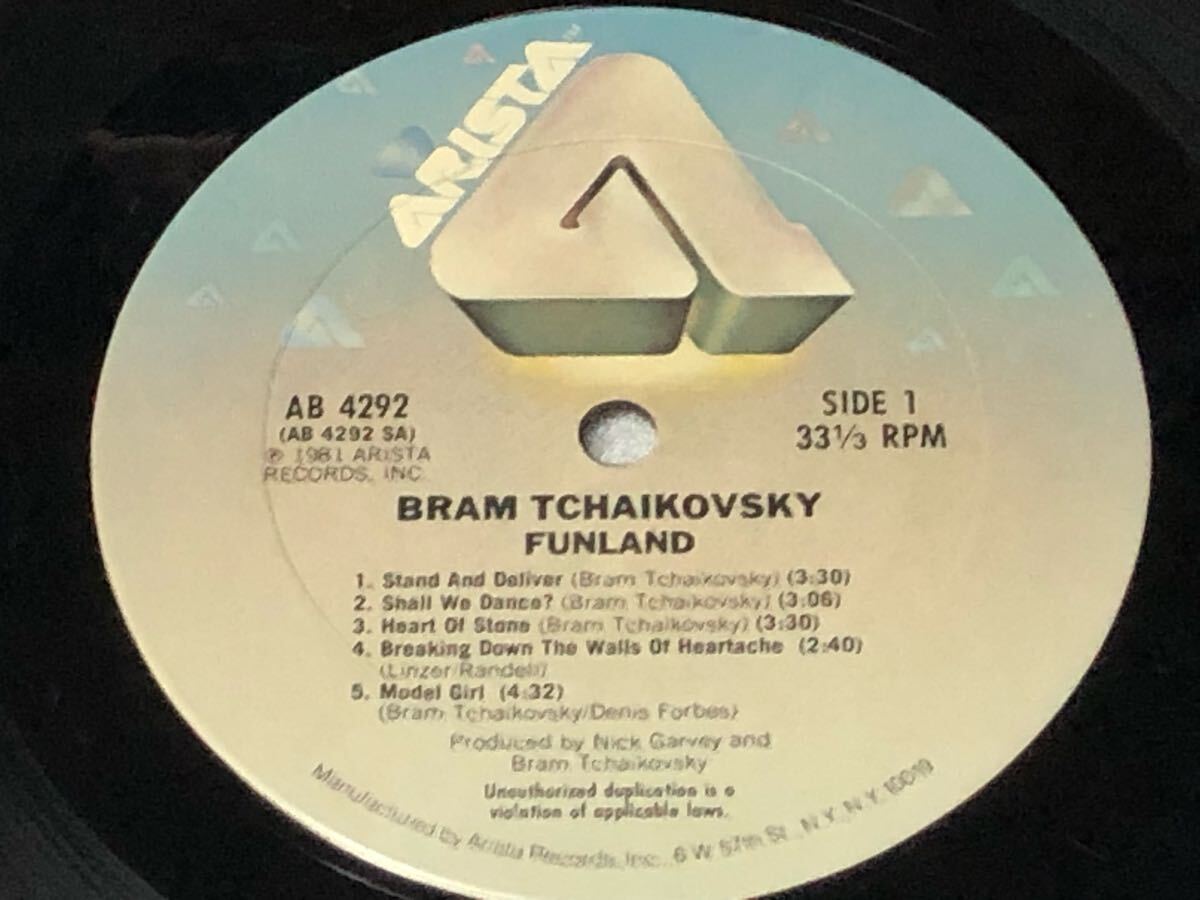 ARISTA™
AB 4292
(AB 4292 SA)
℗ 1981 ARISTA
RECORDS, INC.
SIDE 1
33⅓ RPM
BRAM TCHAIKOVSKY
FUNLAND
1. Stand And Deliver (Bram Tchaikovsky) (3:30)
2. Shall We Dance? (Bram Tchaikovsky) (3:06)
3. Heart Of Stone (Bram Tchaikovsky) (3:30)
4. Breaking Down The Walls Of Heartache (2:40)
(Linzer/Randell)
5. Model Girl (4:32)
(Bram Tchaikovsky/Denis Forbes)
Produced by Nick Garvey and
Bram Tchaikovsky
Unauthorized duplication is a
violation of applicable laws.
Manufactured by Arista Records, Inc., 6 W. 57th St., N.Y., N.Y. 10019